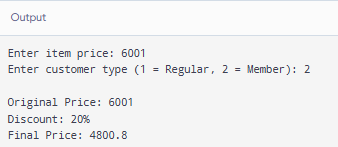 Output
Enter item price: 6001
Enter customer type (1 = Regular, 2 = Member): 2
Original Price: 6001
Discount: 20%
Final Price: 4800.8